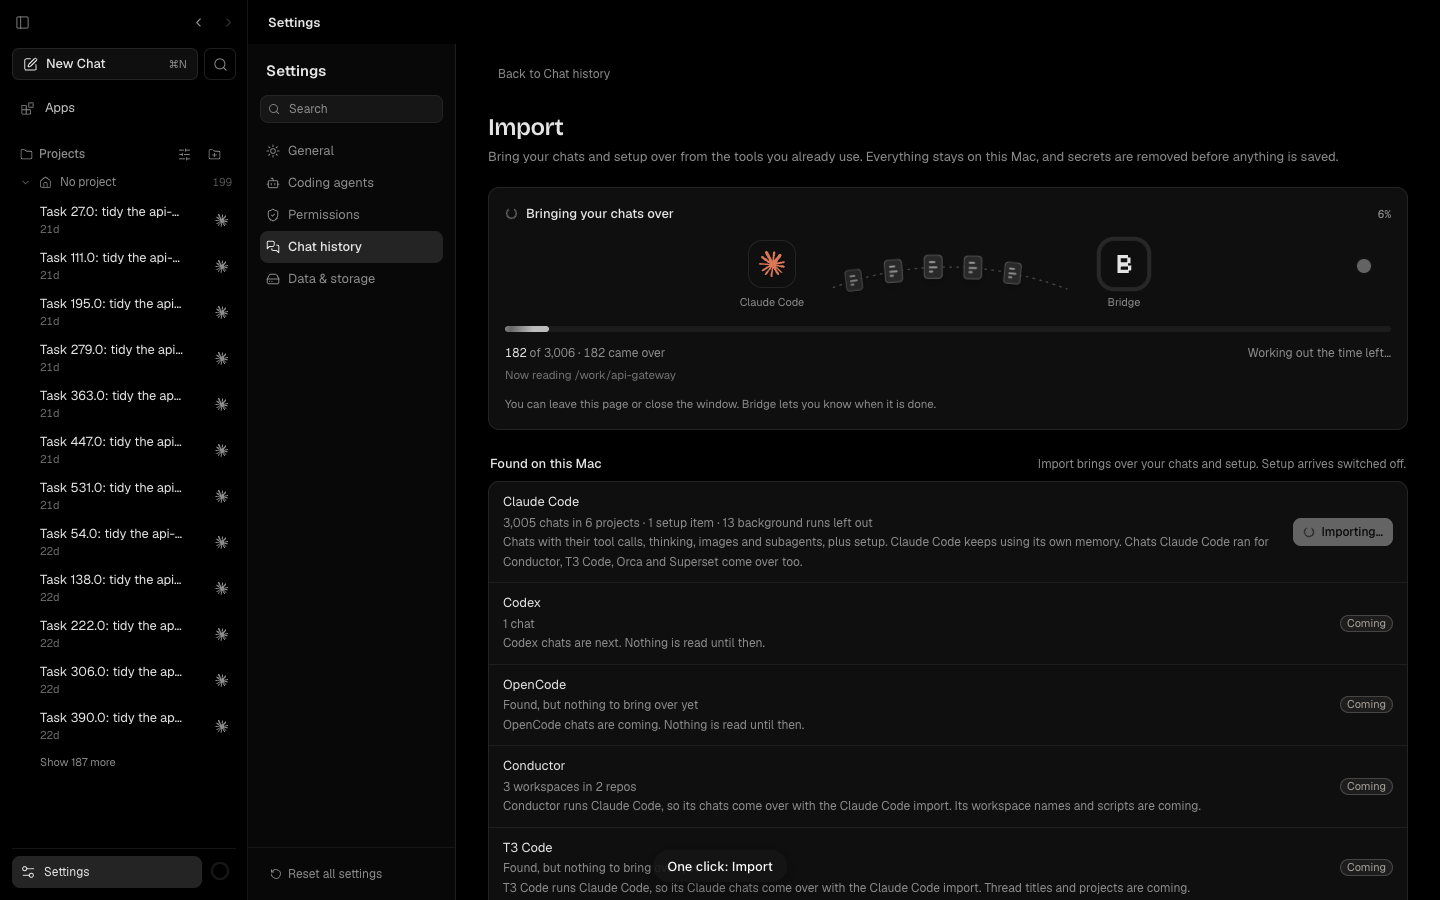 Settings
New Chat ⌘N
Apps
Projects
No project 199
Task 27.0: tidy the api-...
21d
Task 111.0: tidy the api-...
21d
Task 195.0: tidy the api-...
21d
Task 279.0: tidy the api...
21d
Task 363.0: tidy the ap...
21d
Task 447.0: tidy the api...
21d
Task 531.0: tidy the api...
21d
Task 54.0: tidy the api-...
22d
Task 138.0: tidy the api...
22d
Task 222.0: tidy the ap...
22d
Task 306.0: tidy the ap...
22d
Task 390.0: tidy the ap...
22d
Show 187 more
Settings
Settings
Search
General
Coding agents
Permissions
Chat history
Data & storage
Reset all settings
Back to Chat history
Import
Bring your chats and setup over from the tools you already use. Everything stays on this Mac, and secrets are removed before anything is saved.
Bringing your chats over 6%
B
Claude Code Bridge
182 of 3,006 · 182 came over Working out the time left...
Now reading /work/api-gateway
You can leave this page or close the window. Bridge lets you know when it is done.
Found on this Mac Import brings over your chats and setup. Setup arrives switched off.
Claude Code
3,005 chats in 6 projects · 1 setup item · 13 background runs left out
Chats with their tool calls, thinking, images and subagents, plus setup. Claude Code keeps using its own memory. Chats Claude Code ran for
Conductor, T3 Code, Orca and Superset come over too.
Importing...
Codex
1 chat
Codex chats are next. Nothing is read until then.
Coming
OpenCode
Found, but nothing to bring over yet
OpenCode chats are coming. Nothing is read until then.
Coming
Conductor
3 workspaces in 2 repos
Conductor runs Claude Code, so its chats come over with the Claude Code import. Its workspace names and scripts are coming.
Coming
T3 Code
Found, but nothing to bring
T3 Code runs Claude Code, so its Claude chats come over with the Claude Code import. Thread titles and projects are coming.
Coming
One click: Import